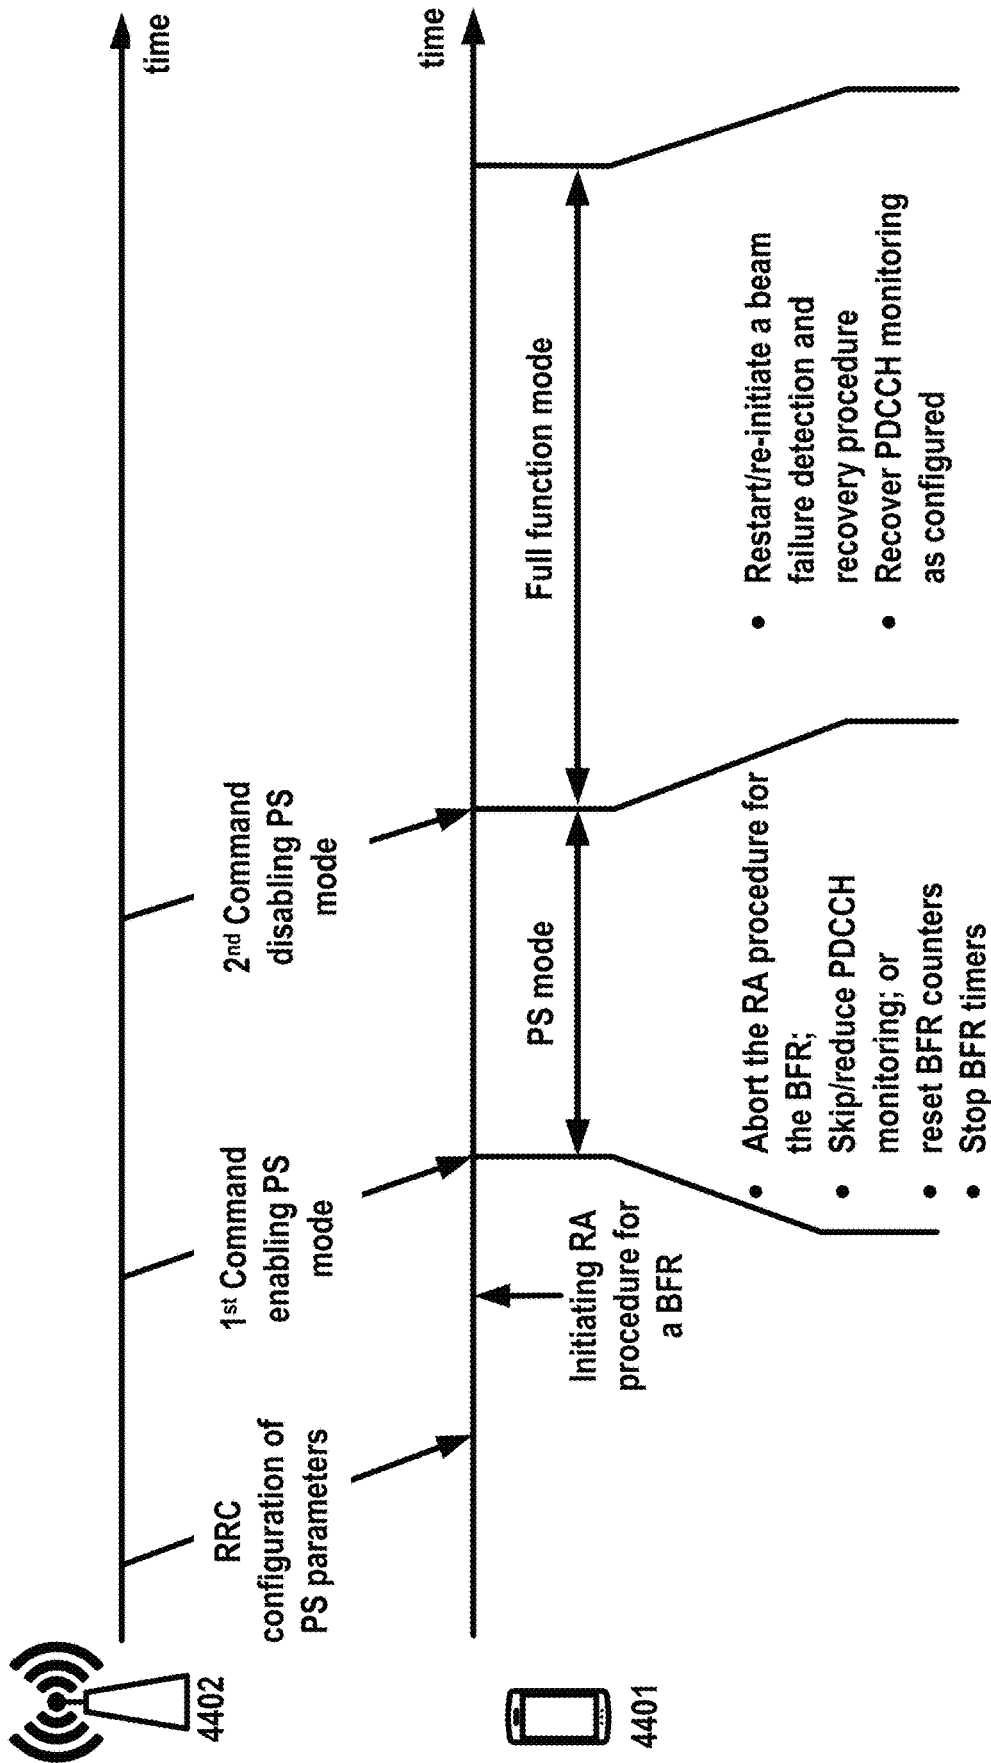 time
RRC
configuration of
PS parameters
1st Command
enabling PS
mode
2nd Command
disabling PS
mode
4402
time
Initiating RA
procedure for
a BFR
PS mode
Full function mode
4401
• Abort the RA procedure for
the BFR;
• Skip/reduce PDCCH
monitoring; or
• reset BFR counters
• Stop BFR timers
• Restart/re-initiate a beam
failure detection and
recovery procedure
• Recover PDCCH monitoring
as configured